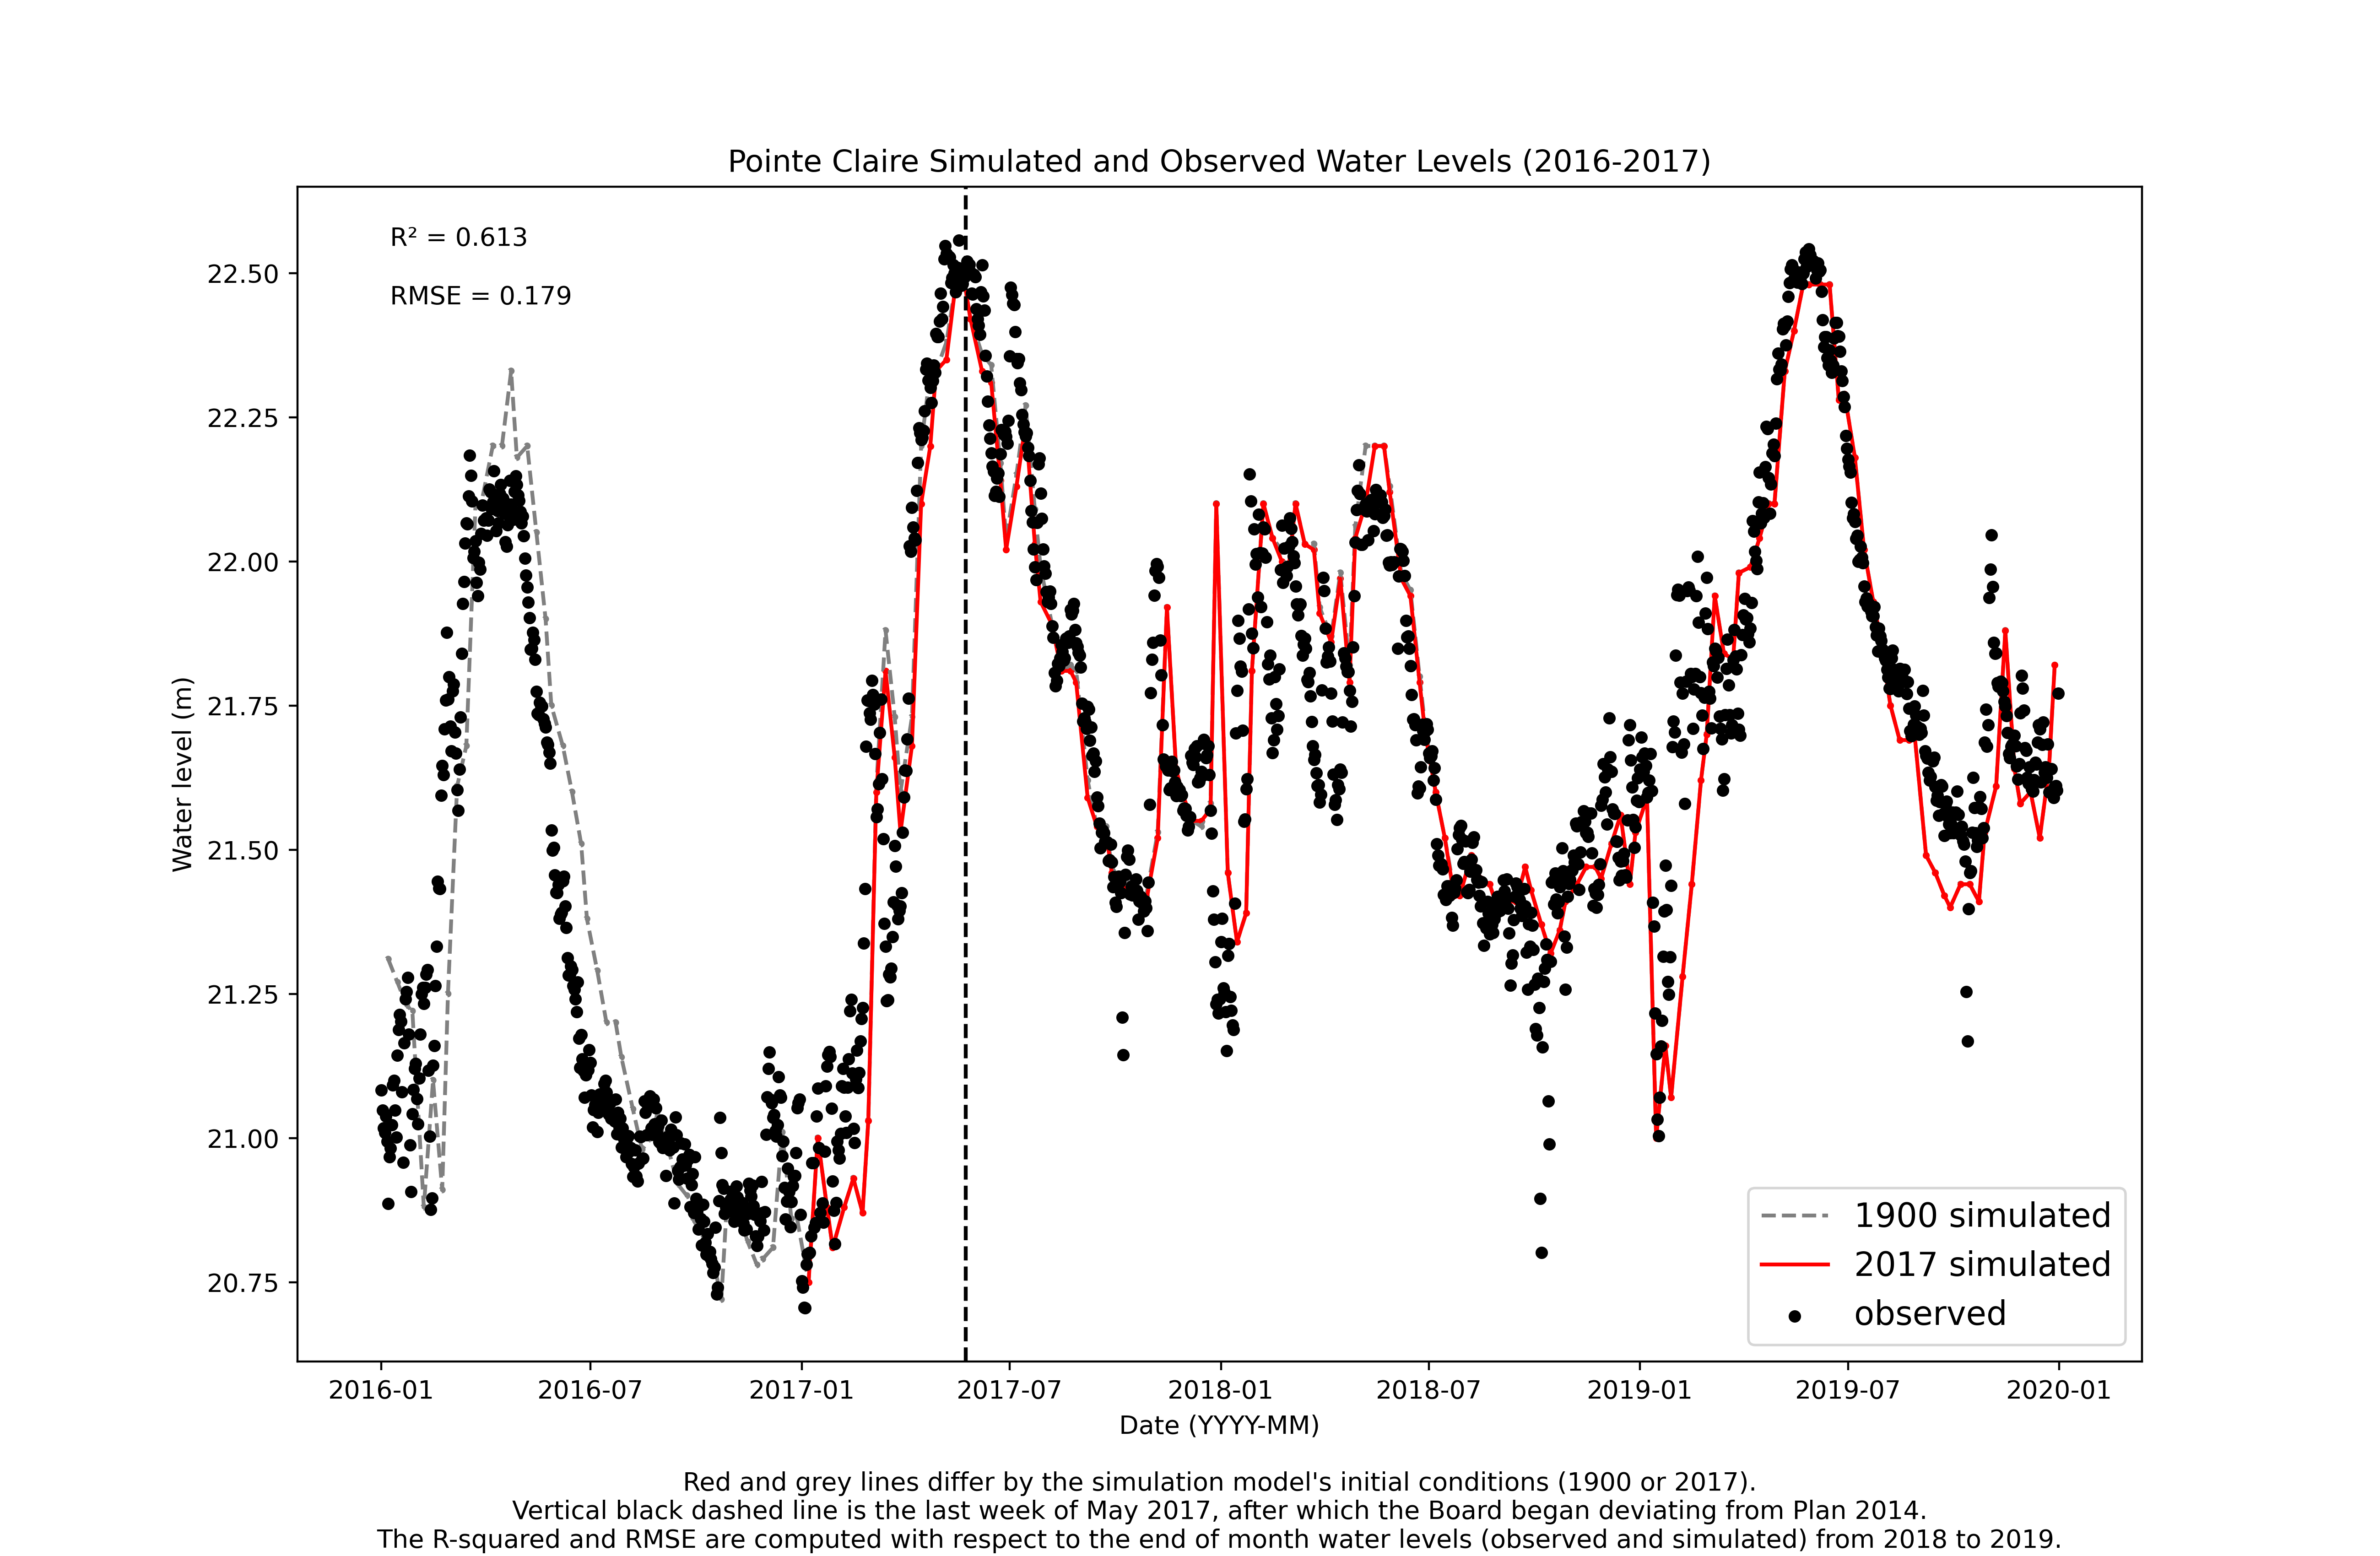 Pointe Claire Simulated and Observed Water Levels (2016-2017)
R² = 0.613
RMSE = 0.179
22.50
22.25
22.00
21.75
21.50
21.25
21.00
20.75
Water level (m)
1900 simulated
2017 simulated
observed
2016-01 2016-07 2017-01 2017-07 2018-01 2018-07 2019-01 2019-07 2020-01
Date (YYYY-MM)
Red and grey lines differ by the simulation model's initial conditions (1900 or 2017).
Vertical black dashed line is the last week of May 2017, after which the Board began deviating from Plan 2014.
The R-squared and RMSE are computed with respect to the end of month water levels (observed and simulated) from 2018 to 2019.